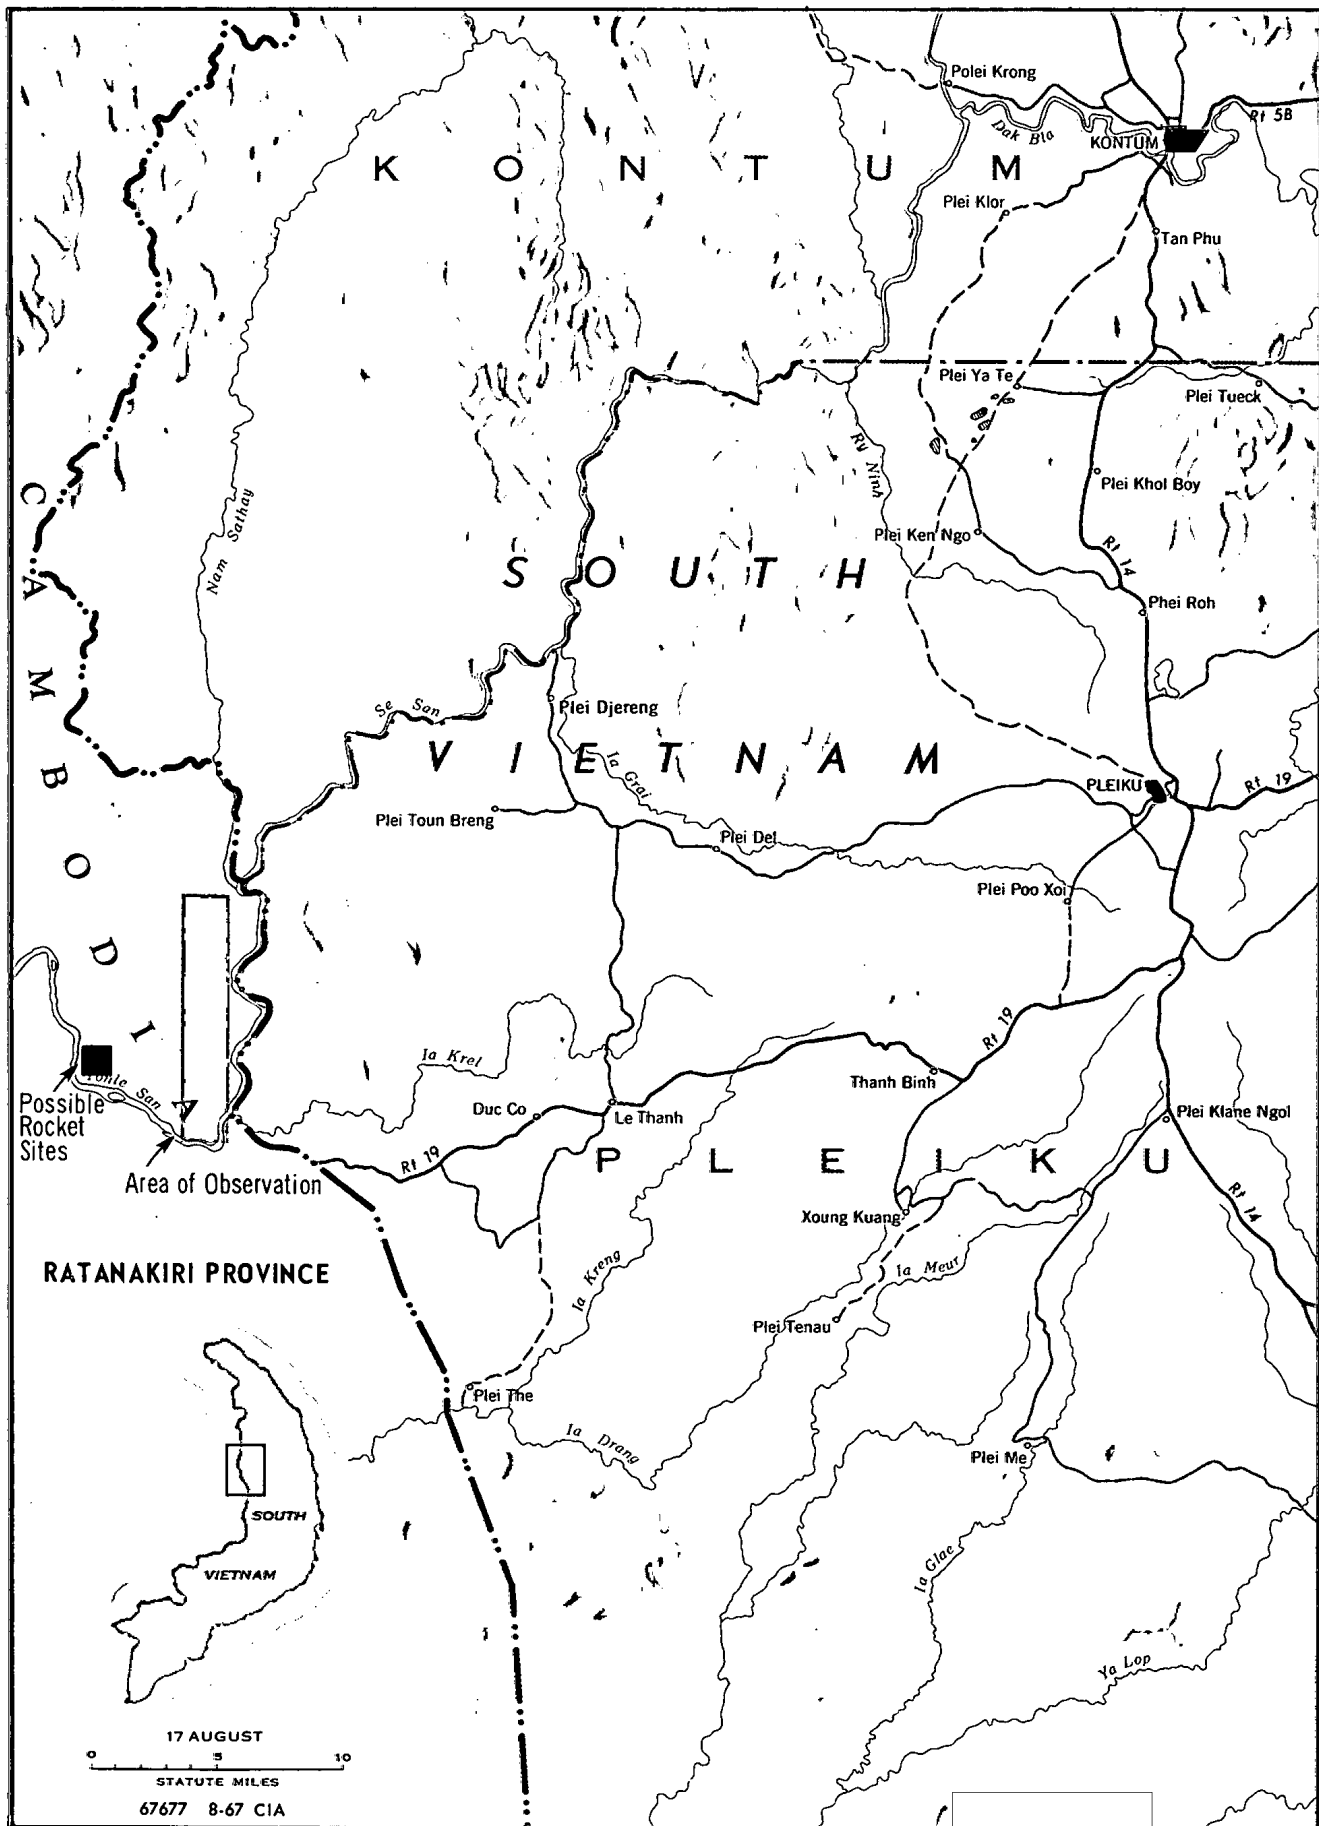 Polei Krong
Rt 5B
Dak Bla
KONTUM
KONTUM
Plei Klor
Tan Phu
Plei Ya Te
Plei Tueck
Ry Ninh
CAMBODI
Nam Sathay
Plei Khol Boy
Plei Ken Ngo
Rt 14
SOUTH
Phei Roh
Se San
Plei Djereng
VIETNAM
Ia Grai
PLEIKU
Rt 19
Plei Toun Breng
Plei Del
Plei Poo Xoi
Rt 19
Ia Krel
Thanh Binh
Tonle San
Possible
Rocket
Sites
Duc Co
Le Thanh
Plei Klane Ngol
Rt 19
PLEIKU
Area of Observation
Rt 14
Xoung Kuang
Ia Meur
RATANAKIRI PROVINCE
Ia Kreng
Plei Tenau
Plei The
Ia Drang
Plei Me
SOUTH
VIETNAM
Ia Glae
Ya Lop
17 AUGUST
0 5 10
STATUTE MILES
67677 8-67 CIA